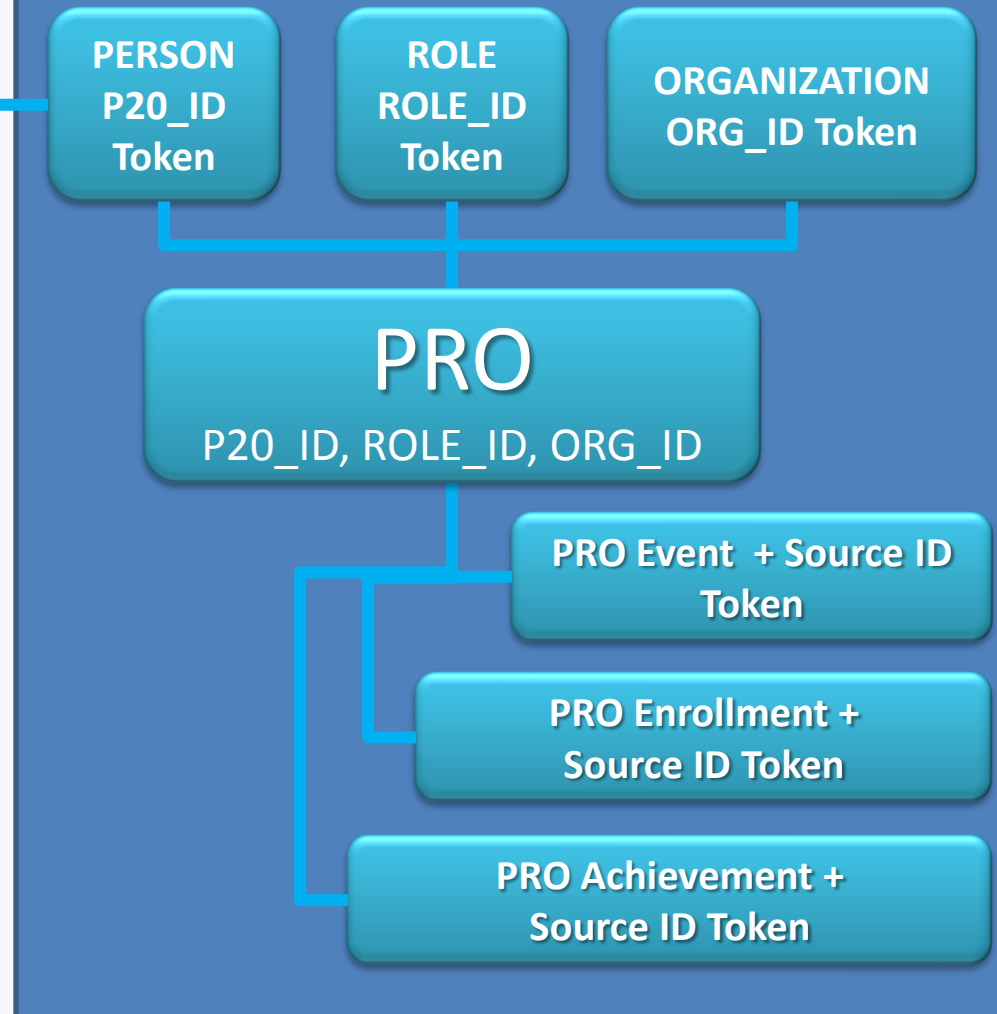 PERSON
P20_ID
Token
ROLE
ROLE_ID
Token
ORGANIZATION
ORG_ID Token
PRO
P20_ID, ROLE_ID, ORG_ID
PRO Event  + Source ID
Token
PRO Enrollment +
Source ID Token
PRO Achievement +
Source ID Token